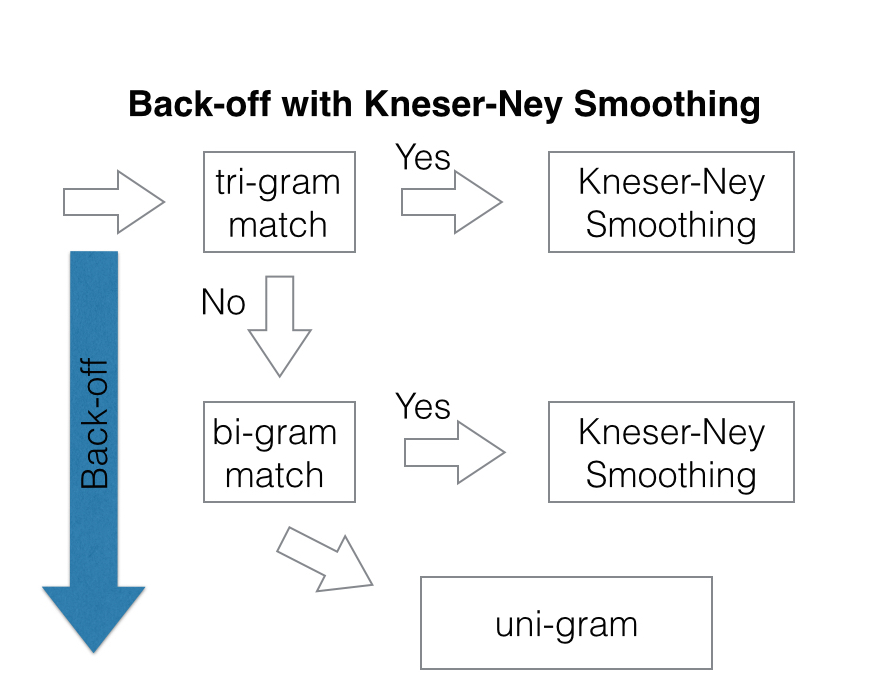 Back-off with Kneser-Ney Smoothing
tri-gram
match
Yes
Kneser-Ney
Smoothing
No
Back-off
bi-gram
match
Yes
Kneser-Ney
Smoothing
uni-gram